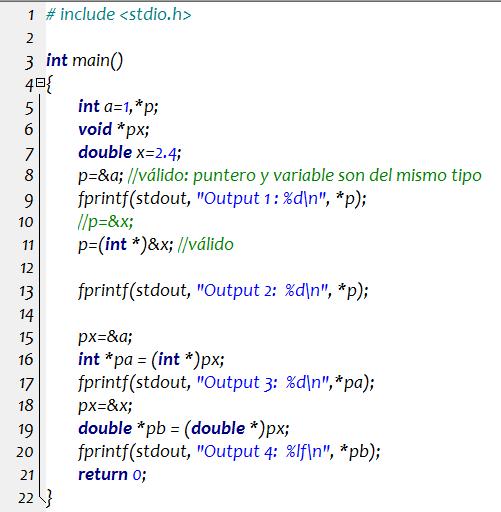 1 # include <stdio.h>
2
3 int main()
4 {
5 int a=1,*p;
6 void *px;
7 double x=2.4;
8 p=&a; //válido: puntero y variable son del mismo tipo
9 fprintf(stdout, "Output 1 : %d\n", *p);
10 //p=&x;
11 p=(int *)&x; //válido
12
13 fprintf(stdout, "Output 2:  %d\n", *p);
14
15 px=&a;
16 int *pa = (int *)px;
17 fprintf(stdout, "Output 3:  %d\n",*pa);
18 px=&x;
19 double *pb = (double *)px;
20 fprintf(stdout, "Output 4:  %lf\n", *pb);
21 return 0;
22 }